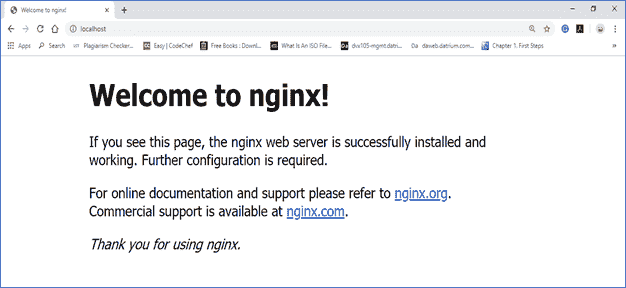 Welcome to nginx!
localhost
Apps Search Plagiarism Checker... Easy | CodeChef Free Books : Downl... What Is An ISO File... dvx105-mgmt.datri... dawels.datrium.com... Chapter 1. First Steps
Welcome to nginx!
If you see this page, the nginx web server is successfully installed and
working. Further configuration is required.
For online documentation and support please refer to nginx.org.
Commercial support is available at nginx.com.
Thank you for using nginx.